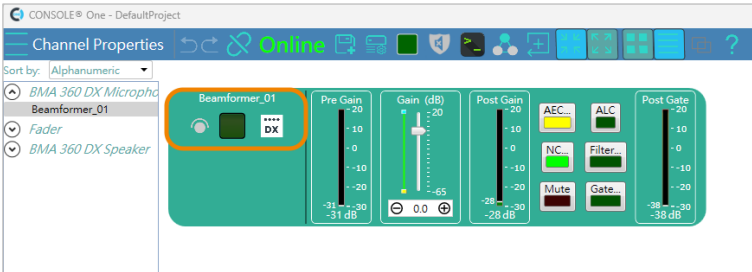 CONSOLE® One - DefaultProject
Channel Properties
Online
?
Sort by: Alphanumeric
BMA 360 DX Micropho
Beamformer_01
Fader
BMA 360 DX Speaker
Beamformer_01
DX
Pre Gain
20
10
0
-10
-20
-31
-30
-31 dB
Gain (dB)
20
-65
0.0
Post Gain
20
10
0
-10
-20
-28
-30
-28 dB
AEC...
ALC
NC...
Filter...
Mute
Gate...
Post Gate
20
10
0
-10
-20
-38
-30
-38 dB